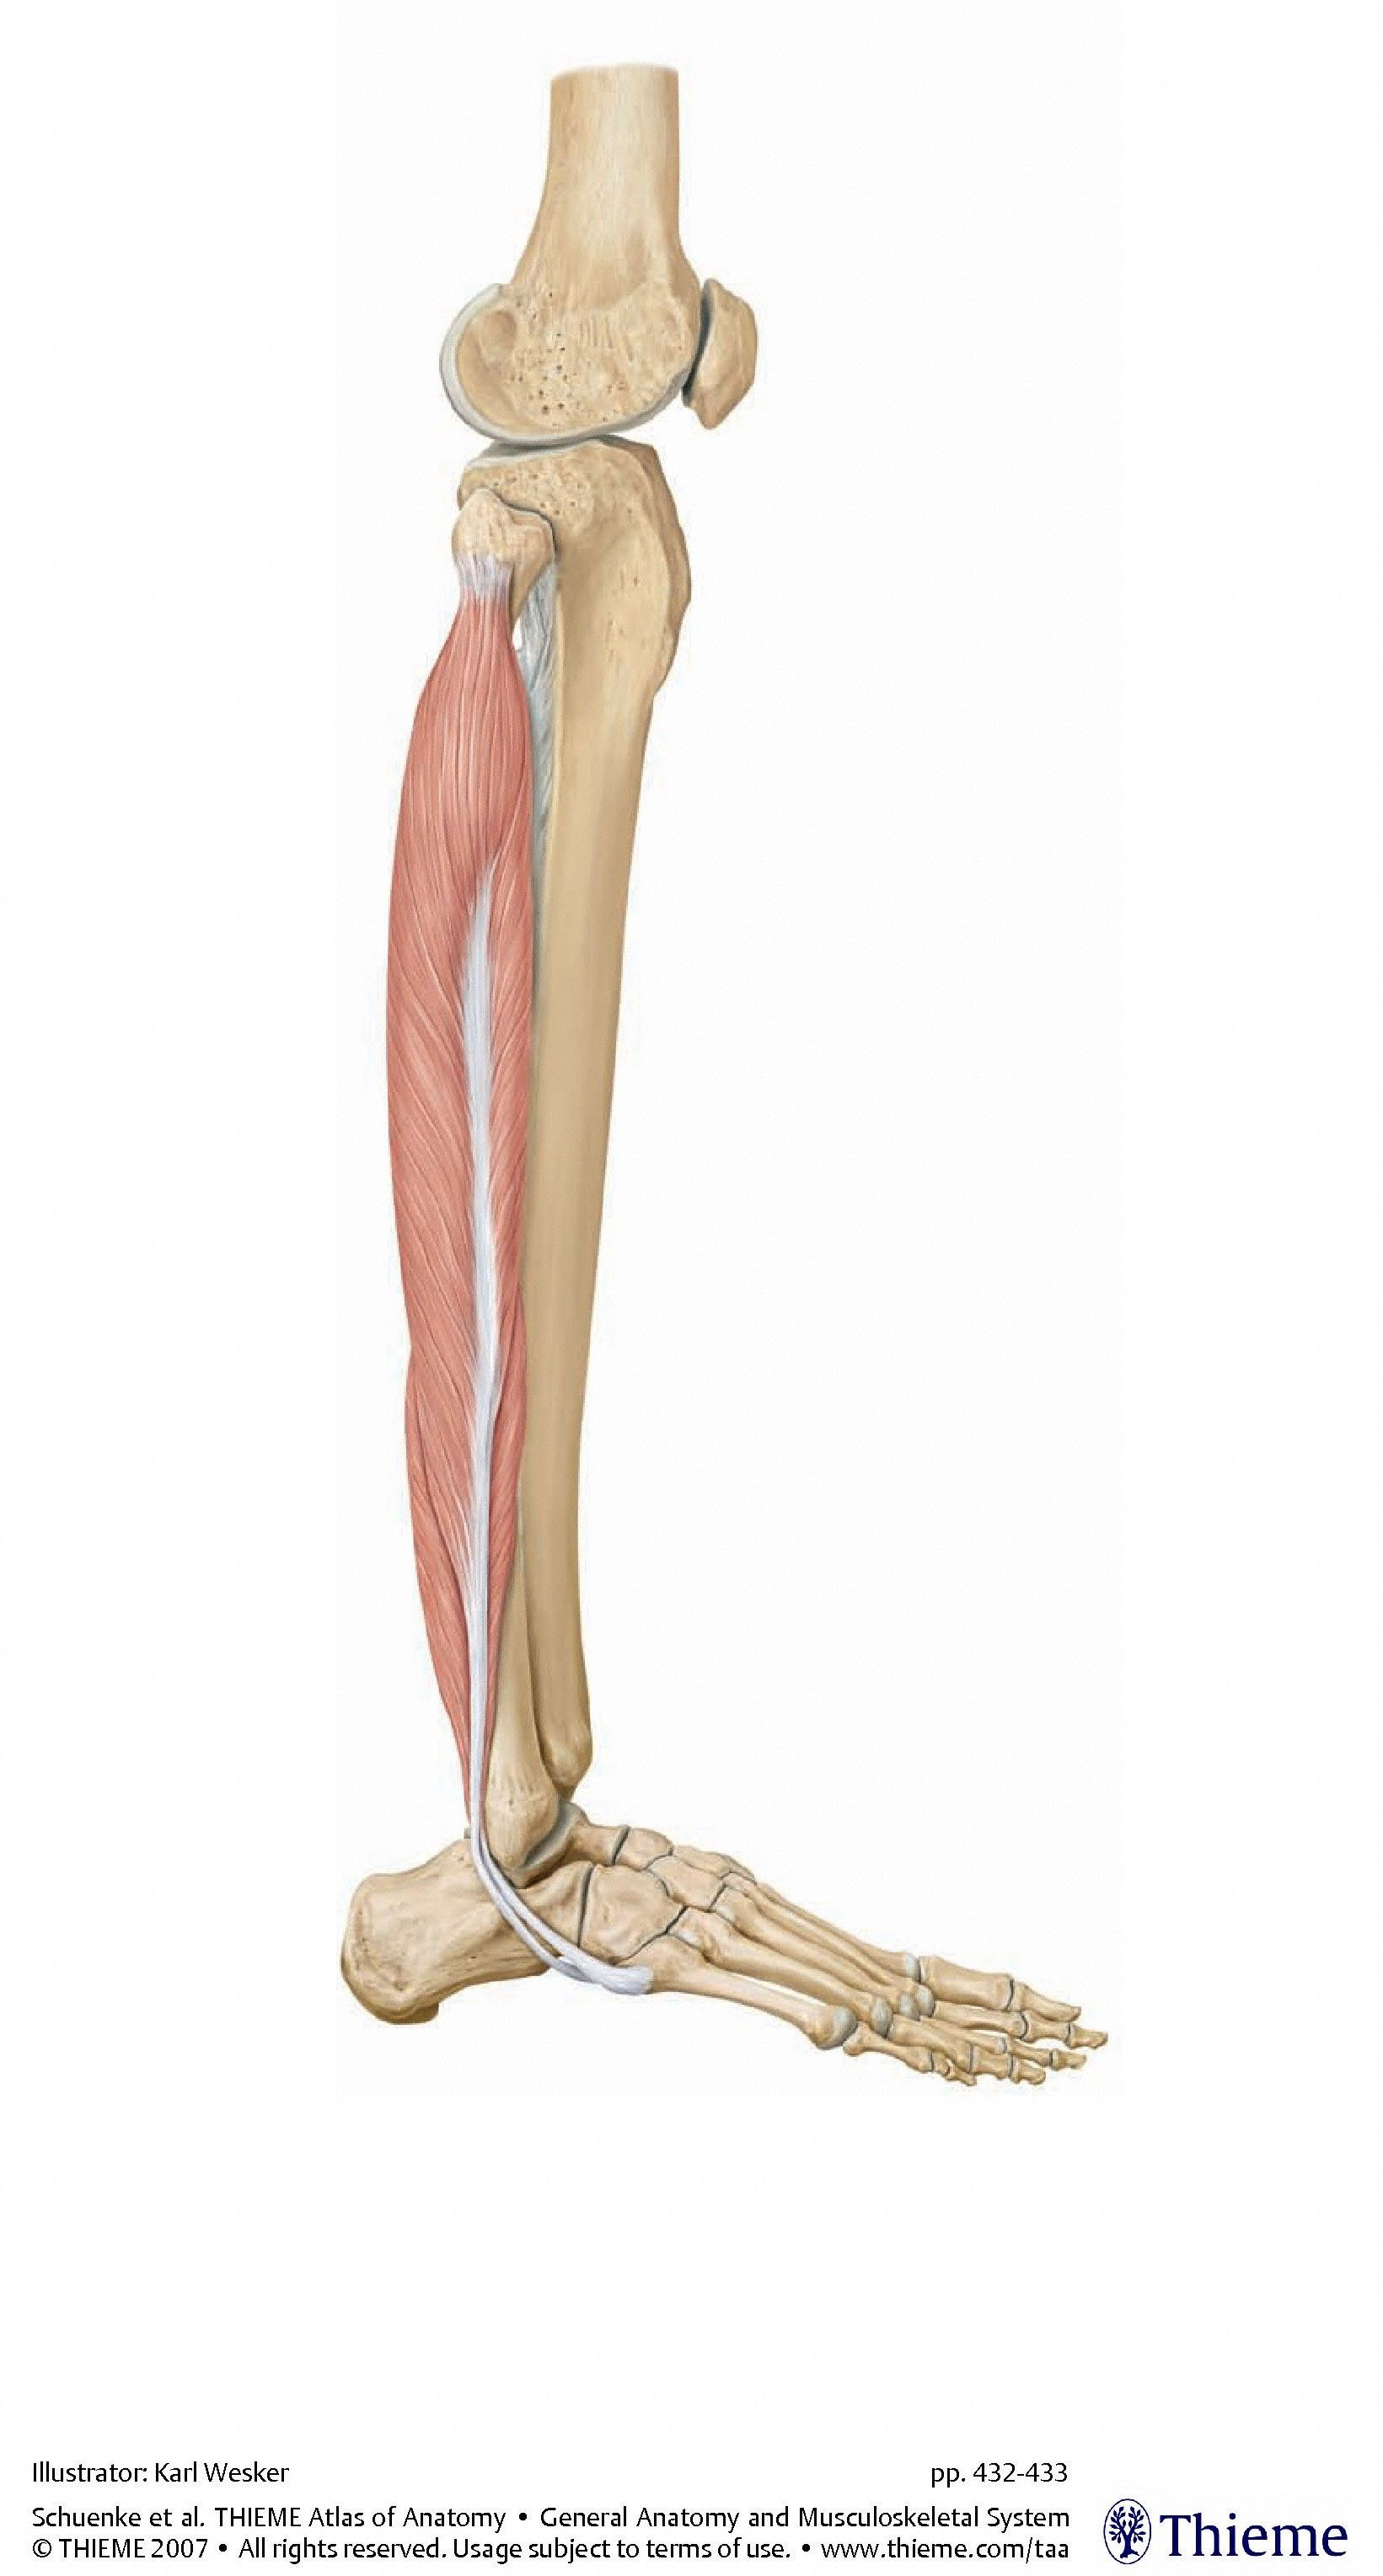 Illustrator: Karl Wesker pp. 432-433
Schuenke et al. THIEME Atlas of Anatomy • General Anatomy and Musculoskeletal System
© THIEME 2007 • All rights reserved. Usage subject to terms of use. • www.thieme.com/taa
Thieme